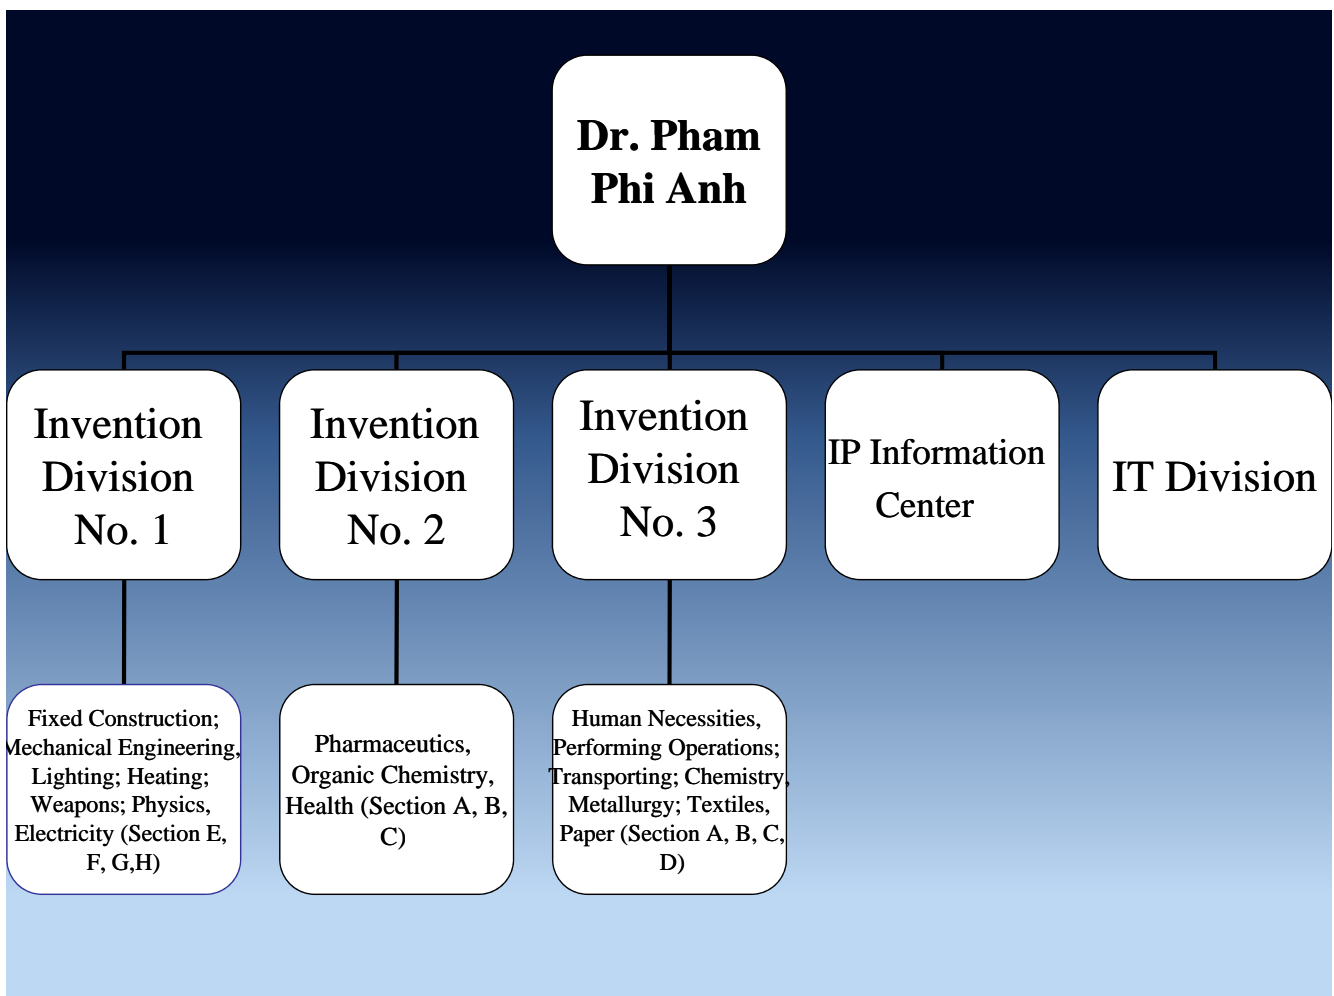 Dr. Pham
Phi Anh
Invention
Division
No. 1
Invention
Division
No. 2
Invention
Division
No. 3
IP Information
Center
IT Division
Fixed Construction;
Mechanical Engineering,
Lighting; Heating;
Weapons; Physics,
Electricity (Section E,
F, G,H)
Pharmaceutics,
Organic Chemistry,
Health (Section A, B,
C)
Human Necessities,
Performing Operations;
Transporting; Chemistry,
Metallurgy; Textiles,
Paper (Section A, B, C,
D)